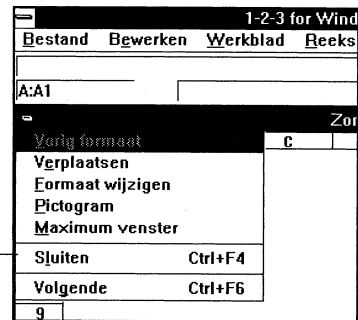 1-2-3 for Wind
Bestand Bewerken Werkblad Reeks
A:A1
Zor
Vorig formaat
C
Verplaatsen
Formaat wijzigen
Pictogram
Maximum venster
Sluiten Ctrl+F4
Volgende Ctrl+F6
9